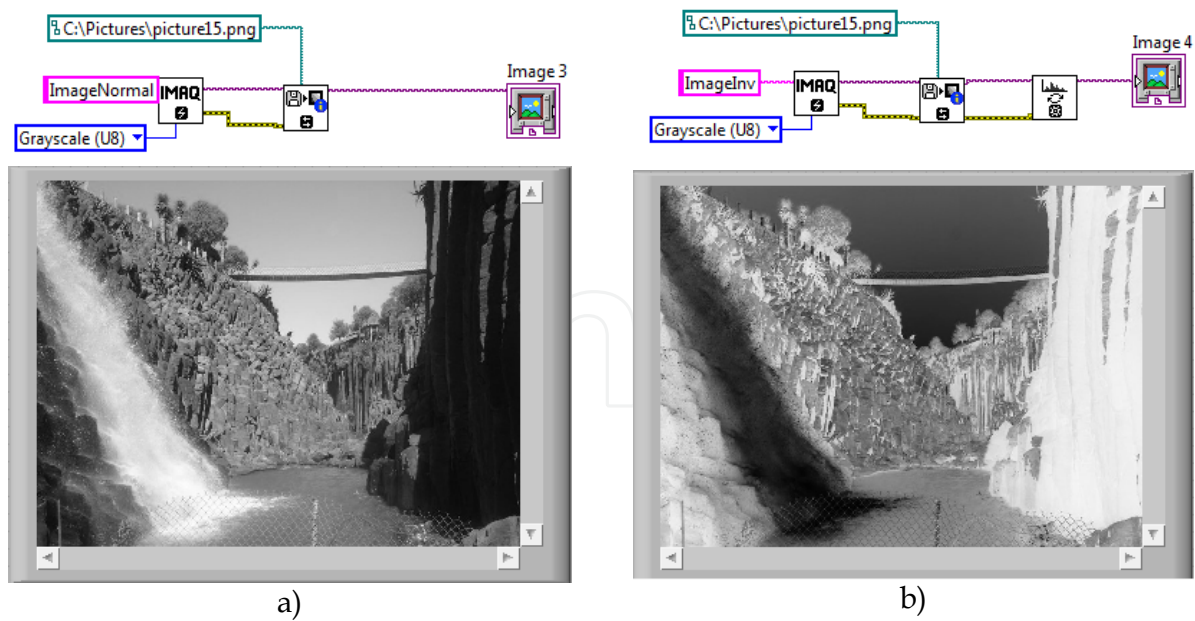 C:\Pictures\picture15.png
Image 3
ImageNormal
IMAQ
Grayscale (U8)
a)
C:\Pictures\picture15.png
Image 4
ImageInv
IMAQ
Grayscale (U8)
b)